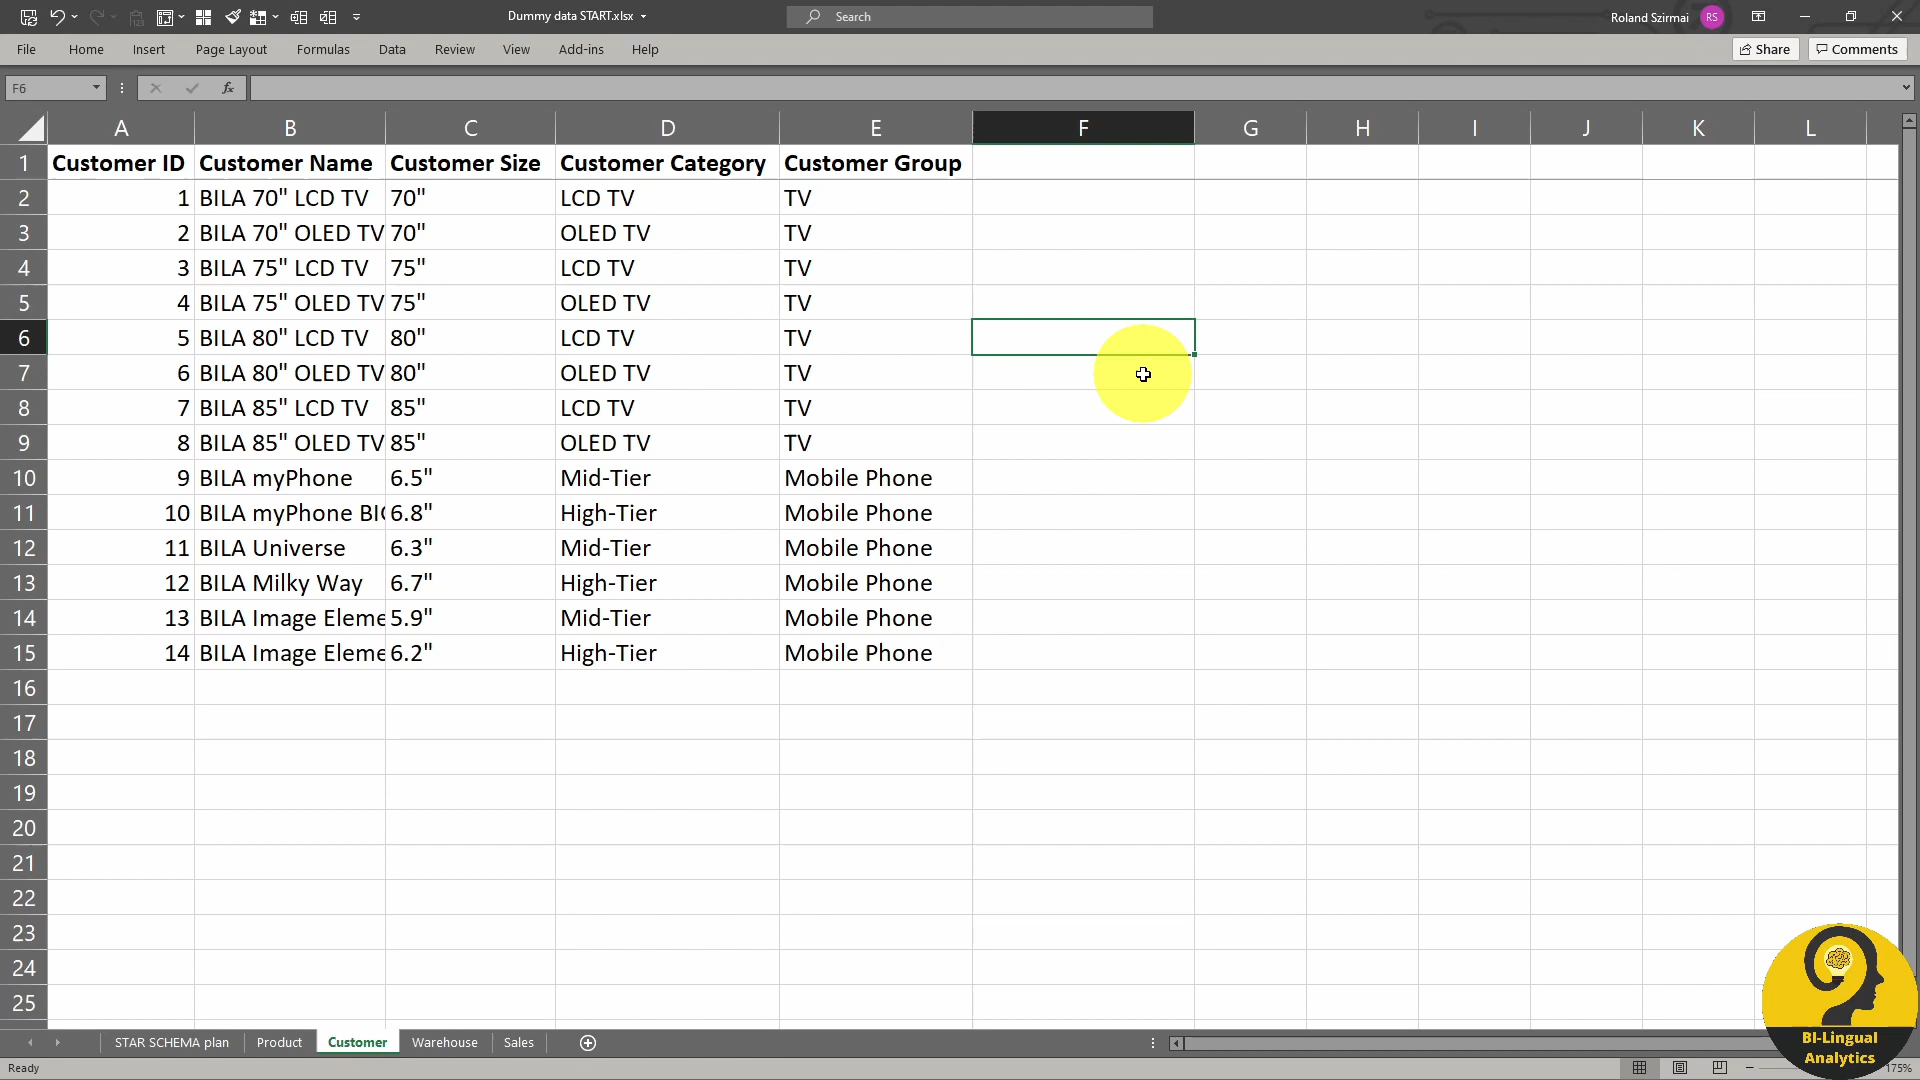 Dummy data START.xlsx
Search
Roland Szirmai RS
File Home Insert Page Layout Formulas Data Review View Add-ins Help Share Comments
F6 fx
A B C D E F G H I J K L
1 Customer ID Customer Name Customer Size Customer Category Customer Group
2 1 BILA 70" LCD TV 70" LCD TV TV
3 2 BILA 70" OLED TV 70" OLED TV TV
4 3 BILA 75" LCD TV 75" LCD TV TV
5 4 BILA 75" OLED TV 75" OLED TV TV
6 5 BILA 80" LCD TV 80" LCD TV TV
7 6 BILA 80" OLED TV 80" OLED TV TV
8 7 BILA 85" LCD TV 85" LCD TV TV
9 8 BILA 85" OLED TV 85" OLED TV TV
10 9 BILA myPhone 6.5" Mid-Tier Mobile Phone
11 10 BILA myPhone 6.8" High-Tier Mobile Phone
12 11 BILA Universe 6.3" Mid-Tier Mobile Phone
13 12 BILA Milky Way 6.7" High-Tier Mobile Phone
14 13 BILA Image Eleme 5.9" Mid-Tier Mobile Phone
15 14 BILA Image Eleme 6.2" High-Tier Mobile Phone
16
17
18
19
20
21
22
23
24
25
STAR SCHEMA plan Product Customer Warehouse Sales
Ready 175%
BI-Lingual
Analytics